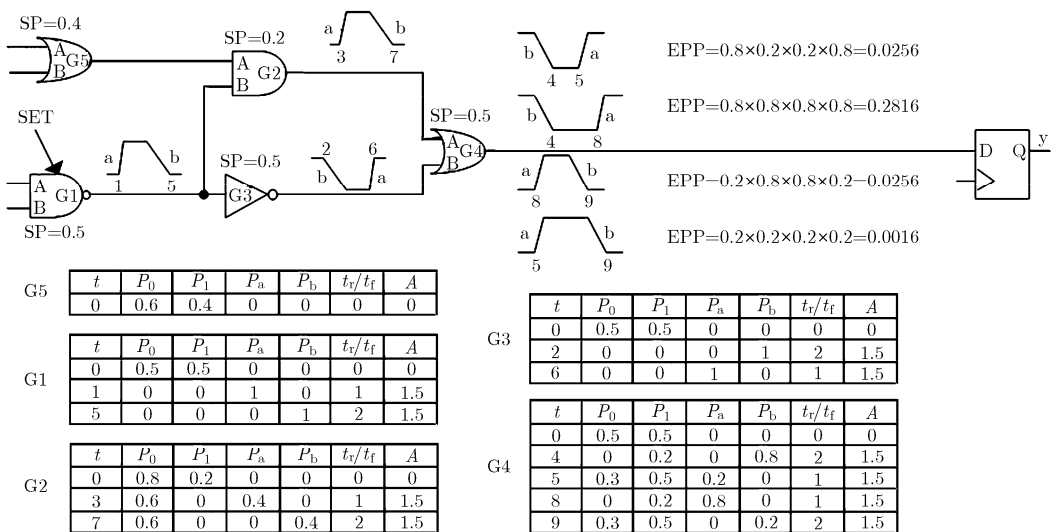 SP=0.4
A
B
G5
SP=0.2
A
B
G2
a
b
3
7
b
a
4
5
EPP=0.8×0.2×0.2×0.8=0.0256
SET
a
b
1
5
A
B
G1
SP=0.5
SP=0.5
G3
2
6
b
a
SP=0.5
A
B
G4
b
a
4
8
EPP=0.8×0.8×0.8×0.8=0.2816
a
b
8
9
EPP=0.2×0.8×0.8×0.2=0.0256
a
b
5
9
EPP=0.2×0.2×0.2×0.2=0.0016
D
Q
y
G5
t P0 P1 Pa Pb tr/tf A
0 0.6 0.4 0 0 0 0
G1
t P0 P1 Pa Pb tr/tf A
0 0.5 0.5 0 0 0 0
1 0 0 1 0 1 1.5
5 0 0 0 1 2 1.5
G2
t P0 P1 Pa Pb tr/tf A
0 0.8 0.2 0 0 0 0
3 0.6 0 0.4 0 1 1.5
7 0.6 0 0 0.4 2 1.5
G3
t P0 P1 Pa Pb tr/tf A
0 0.5 0.5 0 0 0 0
2 0 0 0 1 2 1.5
6 0 0 1 0 1 1.5
G4
t P0 P1 Pa Pb tr/tf A
0 0.5 0.5 0 0 0 0
4 0 0.2 0 0.8 2 1.5
5 0.3 0.5 0.2 0 1 1.5
8 0 0.2 0.8 0 1 1.5
9 0.3 0.5 0 0.2 2 1.5